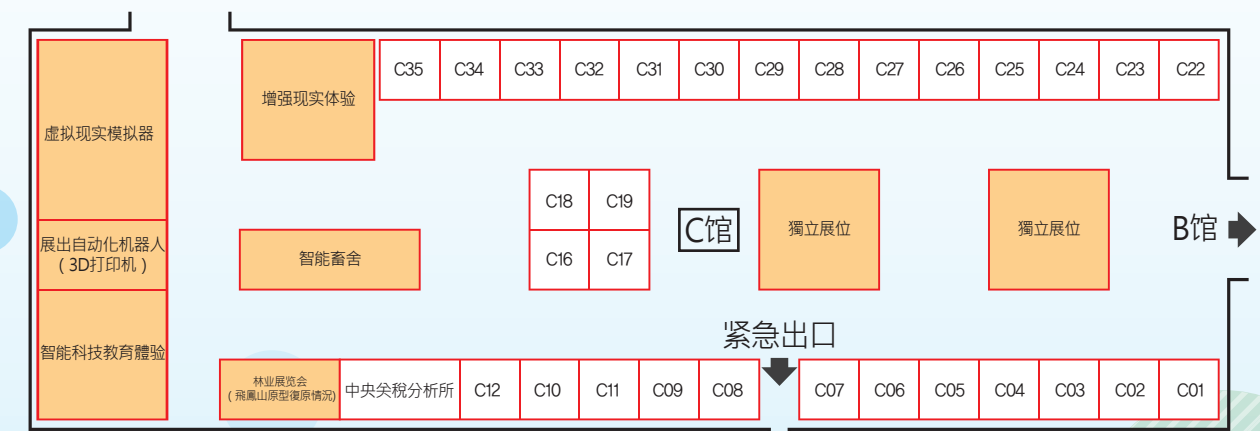 C35 C34 C33 C32 C31 C30 C29 C28 C27 C26 C25 C24 C23 C22
增强现实体验
虚拟现实模拟器
C18 C19
C馆
獨立展位
獨立展位
B馆
展出自动化机器人
(3D打印机)
智能畜舍
C16 C17
紧急出口
智能科技教育體验
林业展览会
(飛鳳山原型復原情況)
中央关稅分析所
C12 C10 C11 C09 C08
C07 C06 C05 C04 C03 C02 C01